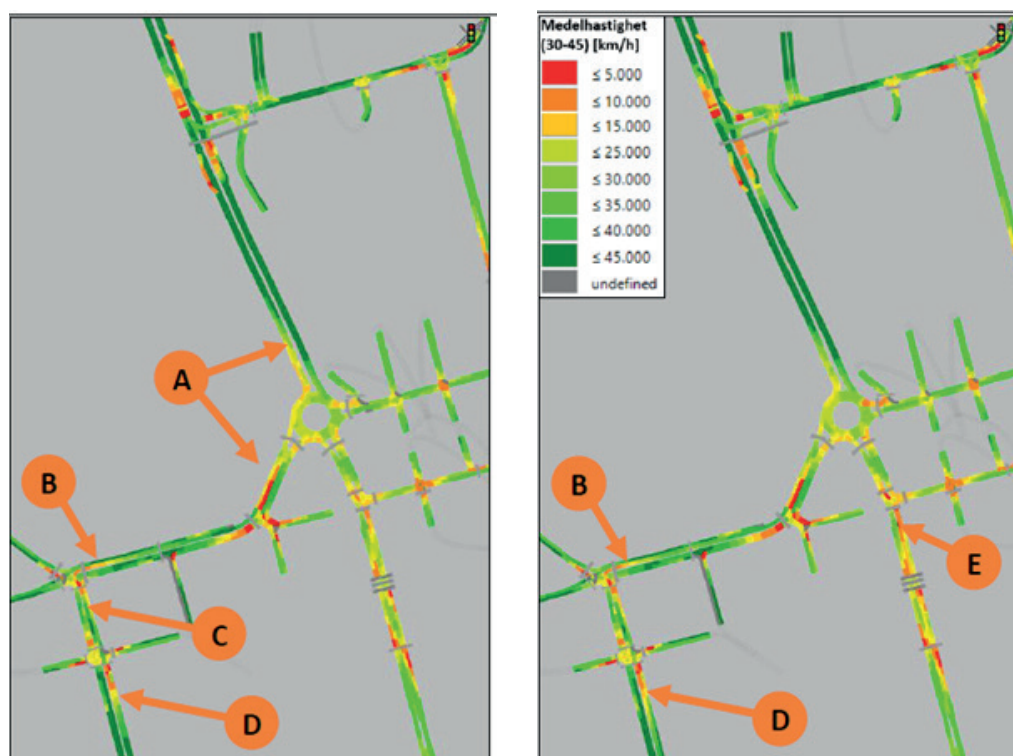 A
B
C
D
Medelhastighet
(30-45) [km/h]
≤ 5.000
≤ 10.000
≤ 15.000
≤ 25.000
≤ 30.000
≤ 35.000
≤ 40.000
≤ 45.000
undefined
B
E
D